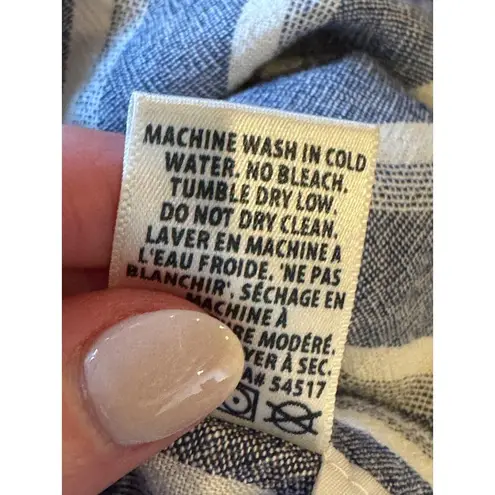 MACHINE WASH IN COLD
WATER. NO BLEACH.
TUMBLE DRY LOW.
DO NOT DRY CLEAN.
LAVER EN MACHINE A
L'EAU FROIDE. 'NE PAS
BLANCHIR'. SÉCHAGE EN
MACHINE À
MODÉRÉ.
À SEC.
A# 54517